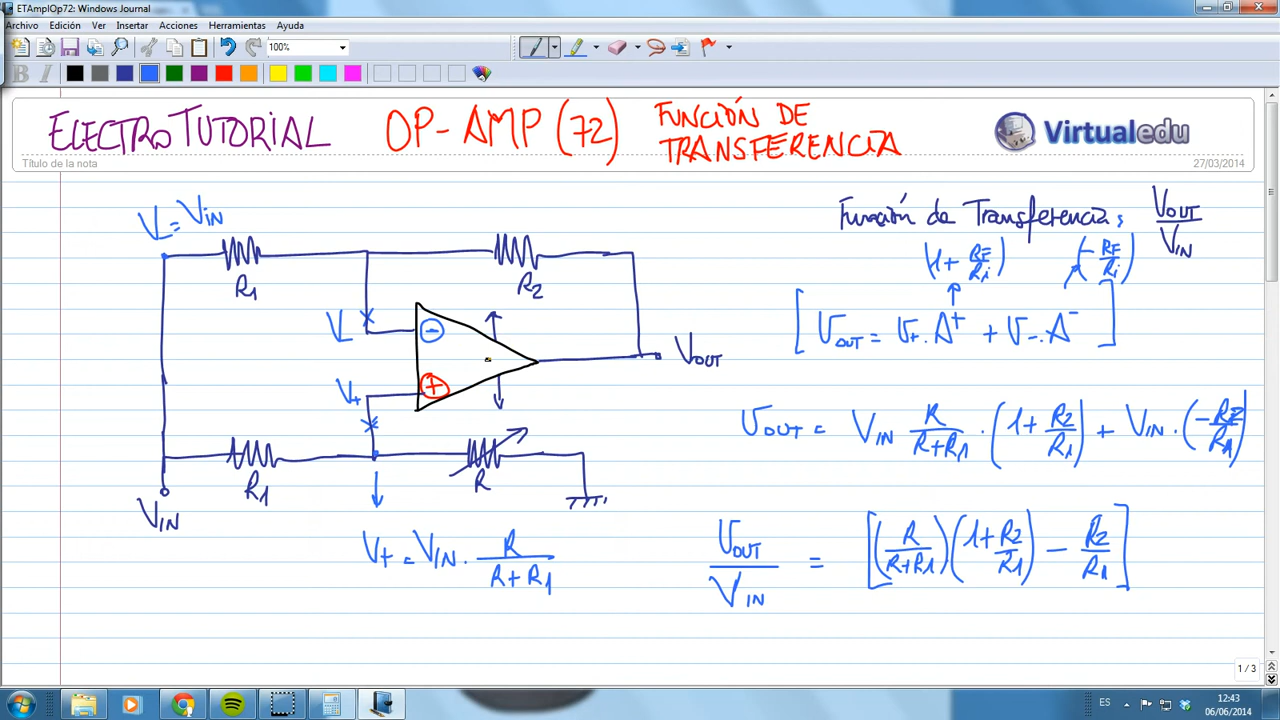 ETAmplOp72: Windows Journal
Archivo Edición Ver Insertar Acciones Herramientas Ayuda
100%
ELECTROTUTORIAL OP-AMP (72) FUNCIÓN DE TRANSFERENCIA
Virtualedu
Título de la nota
27/03/2014
V-=VIN
R1
R2
V-
-
V+
+
VOUT
R1
R
VIN
V+ = VIN · R/(R+R1)
Función de Transferencia: VOUT/VIN
(1+RF/Ri) (-RF/Ri)
[VOUT = V+·A+ + V-·A-]
VOUT = VIN R/(R+R1) · (1+R2/R1) + VIN · (-R2/R1)
VOUT/VIN = [(R/(R+R1))(1+R2/R1) - R2/R1]
1/3
ES
12:43
06/06/2014